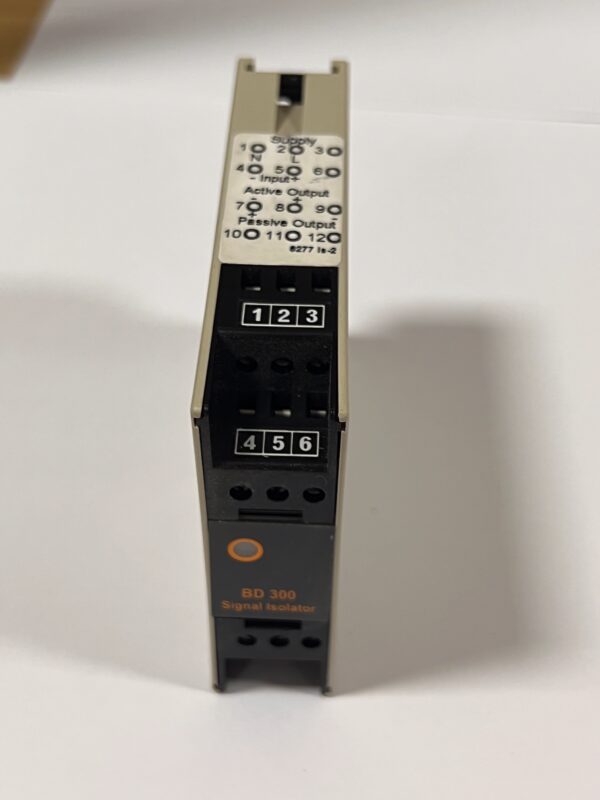 Supply
1 2 3
N L
4 5 6
- Input +
Active Output
- +
7 8 9
+ -
Passive Output
10 11 12
8277 Is-2
1 2 3
4 5 6
BD 300
Signal Isolator